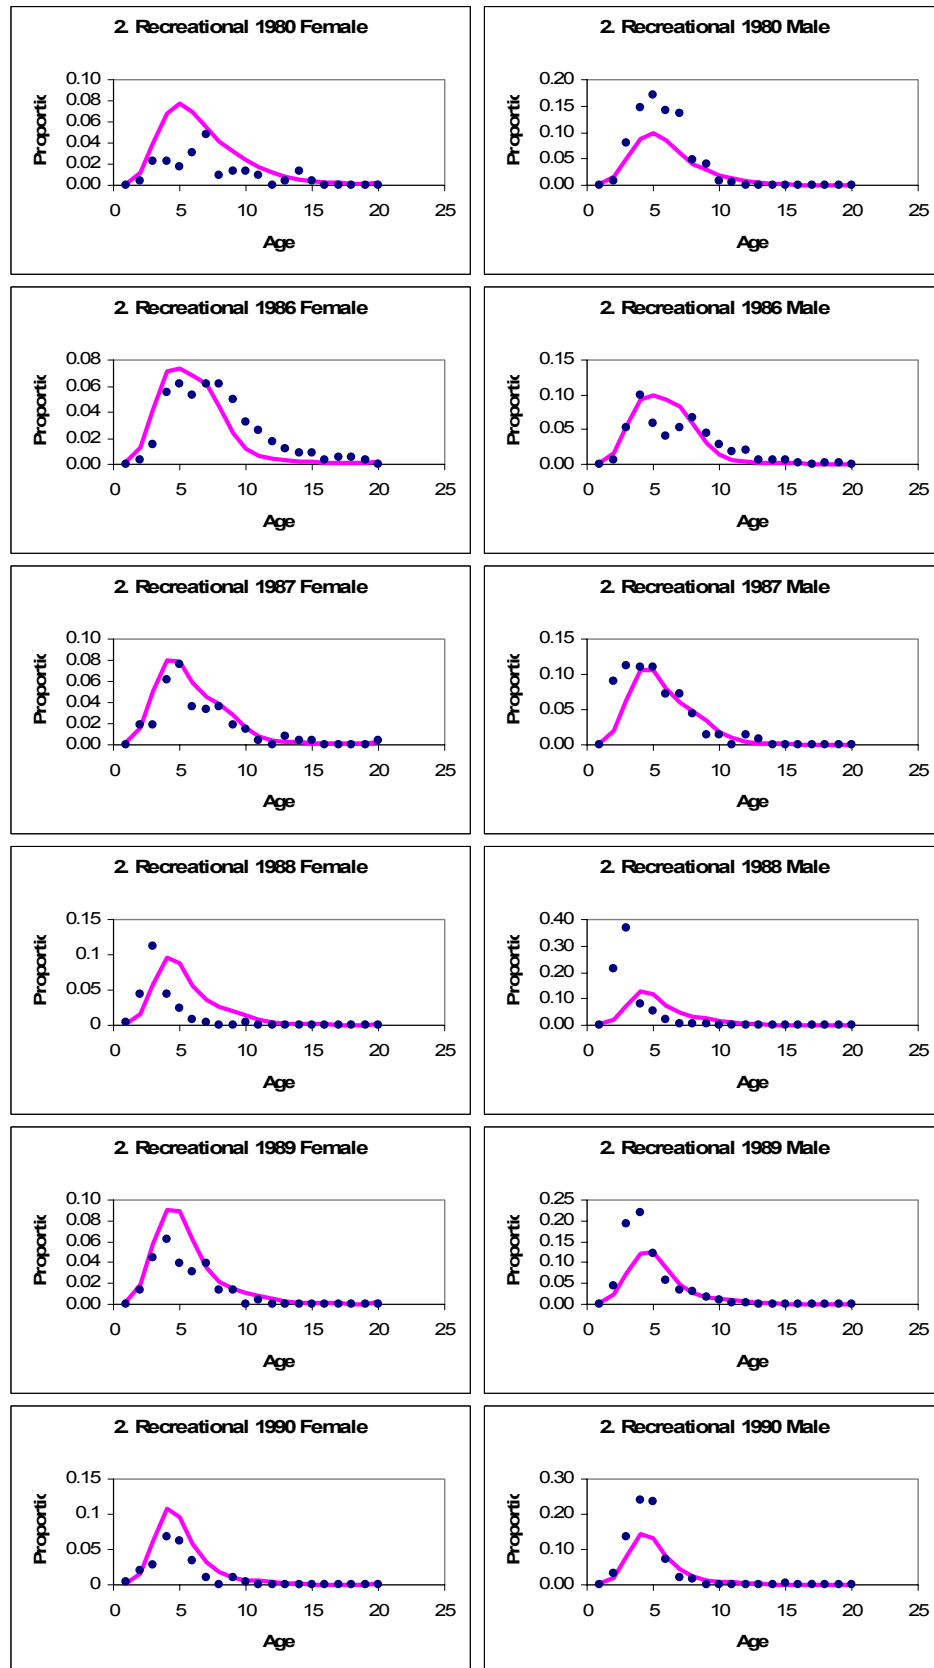 2. Recreational 1980 Female
Proportic
0.10
0.08
0.06
0.04
0.02
0.00
0 5 10 15 20 25
Age
2. Recreational 1980 Male
Proportic
0.20
0.15
0.10
0.05
0.00
0 5 10 15 20 25
Age
2. Recreational 1986 Female
Proportic
0.08
0.06
0.04
0.02
0.00
0 5 10 15 20 25
Age
2. Recreational 1986 Male
Proportic
0.15
0.10
0.05
0.00
0 5 10 15 20 25
Age
2. Recreational 1987 Female
Proportic
0.10
0.08
0.06
0.04
0.02
0.00
0 5 10 15 20 25
Age
2. Recreational 1987 Male
Proportic
0.15
0.10
0.05
0.00
0 5 10 15 20 25
Age
2. Recreational 1988 Female
Proportic
0.15
0.1
0.05
0
0 5 10 15 20 25
Age
2. Recreational 1988 Male
Proportic
0.40
0.30
0.20
0.10
0.00
0 5 10 15 20 25
Age
2. Recreational 1989 Female
Proportic
0.10
0.08
0.06
0.04
0.02
0.00
0 5 10 15 20 25
Age
2. Recreational 1989 Male
Proportic
0.25
0.20
0.15
0.10
0.05
0.00
0 5 10 15 20 25
Age
2. Recreational 1990 Female
Proportic
0.15
0.1
0.05
0
0 5 10 15 20 25
Age
2. Recreational 1990 Male
Proportic
0.30
0.20
0.10
0.00
0 5 10 15 20 25
Age